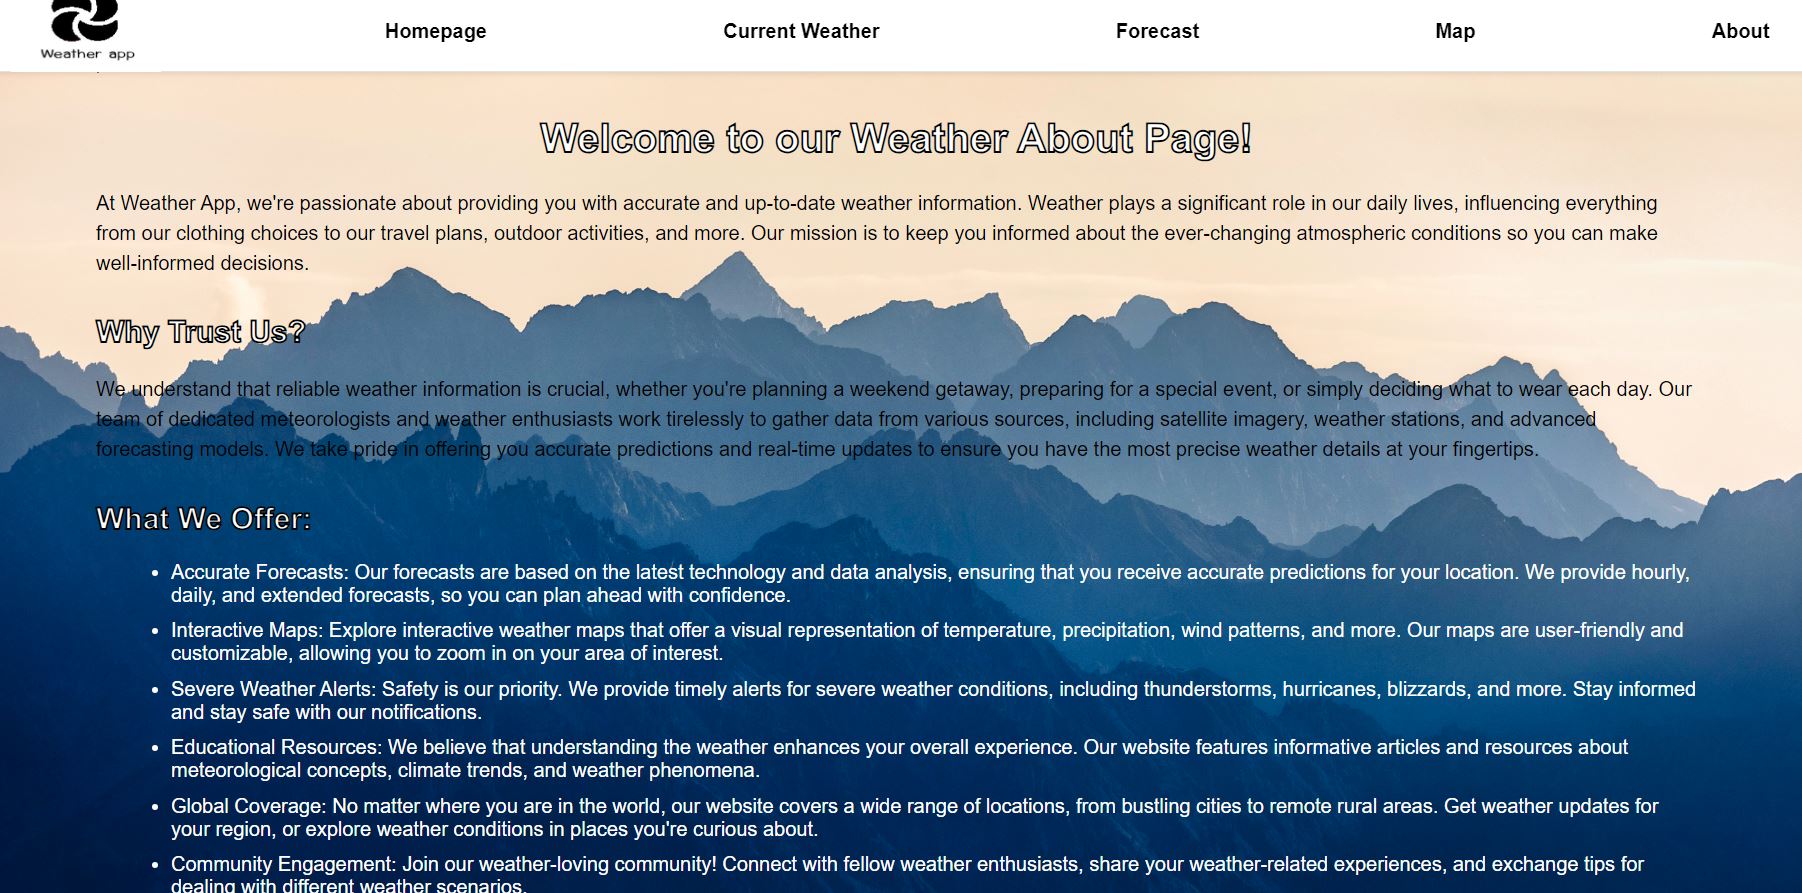 Weather app
Homepage
Current Weather
Forecast
Map
About
Welcome to our Weather About Page!
At Weather App, we're passionate about providing you with accurate and up-to-date weather information. Weather plays a significant role in our daily lives, influencing everything
from our clothing choices to our travel plans, outdoor activities, and more. Our mission is to keep you informed about the ever-changing atmospheric conditions so you can make
well-informed decisions.
Why Trust Us?
We understand that reliable weather information is crucial, whether you're planning a weekend getaway, preparing for a special event, or simply deciding what to wear each day. Our
team of dedicated meteorologists and weather enthusiasts work tirelessly to gather data from various sources, including satellite imagery, weather stations, and advanced
forecasting models. We take pride in offering you accurate predictions and real-time updates to ensure you have the most precise weather details at your fingertips.
What We Offer:
• Accurate Forecasts: Our forecasts are based on the latest technology and data analysis, ensuring that you receive accurate predictions for your location. We provide hourly,
daily, and extended forecasts, so you can plan ahead with confidence.
• Interactive Maps: Explore interactive weather maps that offer a visual representation of temperature, precipitation, wind patterns, and more. Our maps are user-friendly and
customizable, allowing you to zoom in on your area of interest.
• Severe Weather Alerts: Safety is our priority. We provide timely alerts for severe weather conditions, including thunderstorms, hurricanes, blizzards, and more. Stay informed
and stay safe with our notifications.
• Educational Resources: We believe that understanding the weather enhances your overall experience. Our website features informative articles and resources about
meteorological concepts, climate trends, and weather phenomena.
• Global Coverage: No matter where you are in the world, our website covers a wide range of locations, from bustling cities to remote rural areas. Get weather updates for
your region, or explore weather conditions in places you're curious about.
• Community Engagement: Join our weather-loving community! Connect with fellow weather enthusiasts, share your weather-related experiences, and exchange tips for
dealing with different weather scenarios.